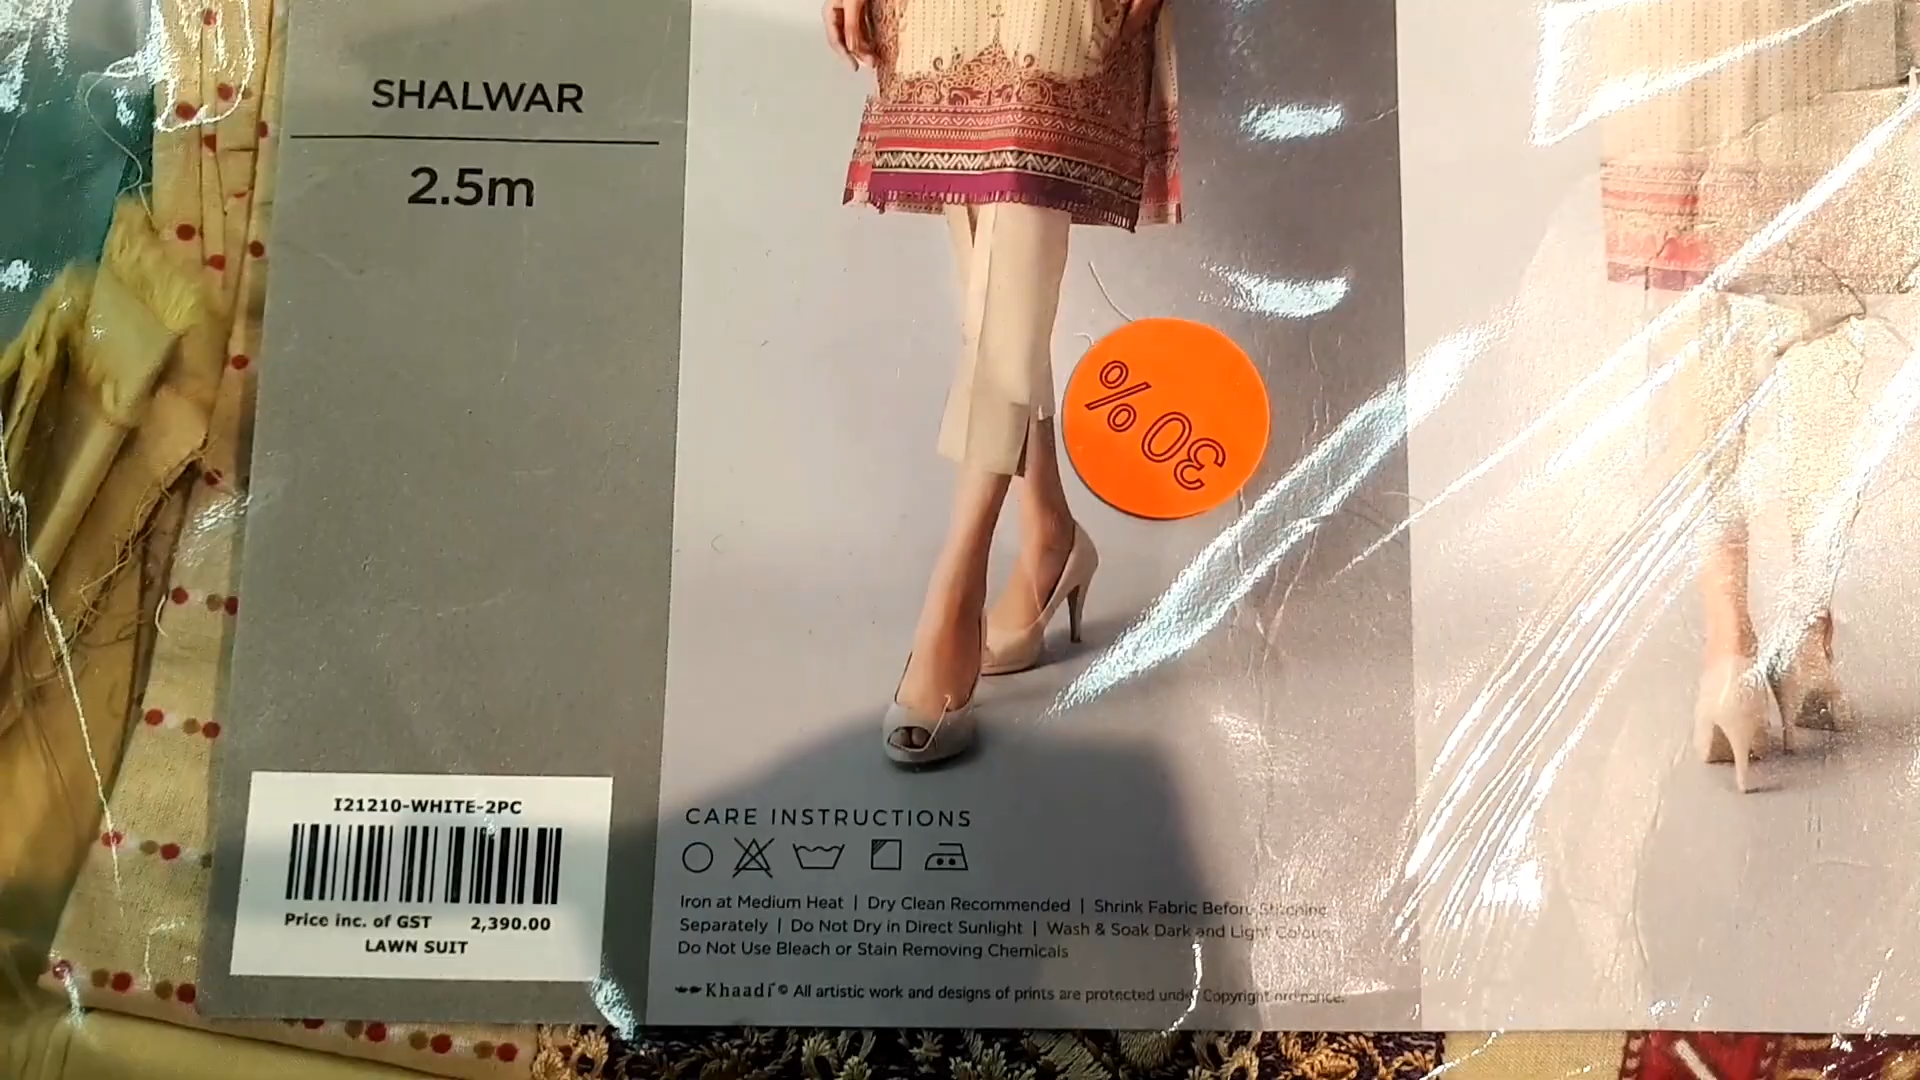 SHALWAR
2.5m
30%
I21210-WHITE-2PC
Price inc. of GST 2,390.00
LAWN SUIT
CARE INSTRUCTIONS
Iron at Medium Heat | Dry Clean Recommended | Shrink Fabric Before Stitching
Separately | Do Not Dry in Direct Sunlight | Wash & Soak Dark and Light Colours
Do Not Use Bleach or Stain Removing Chemicals
Khaadi © All artistic work and designs of prints are protected under Copyright ordinance.